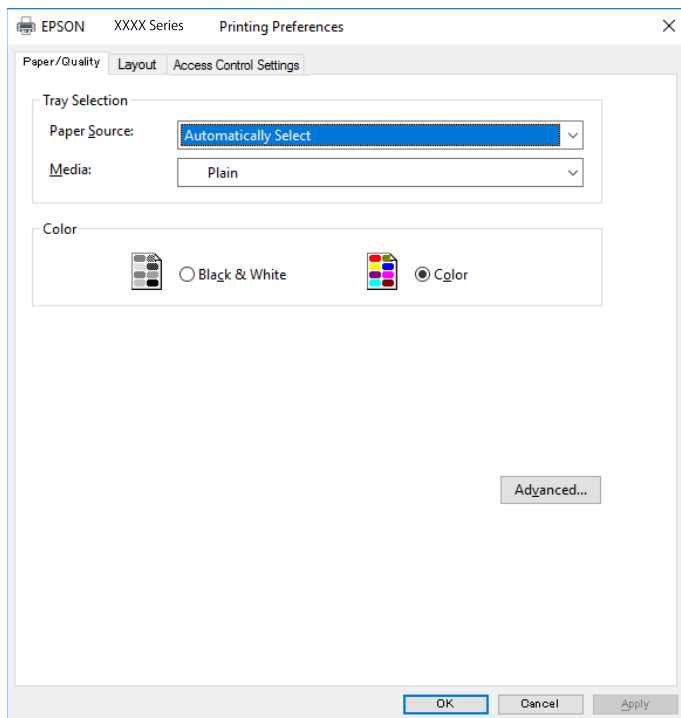 EPSON XXXX Series Printing Preferences
Paper/Quality Layout Access Control Settings
Tray Selection
Paper Source: Automatically Select
Media: Plain
Color
Black & White Color
Advanced...
OK Cancel Apply